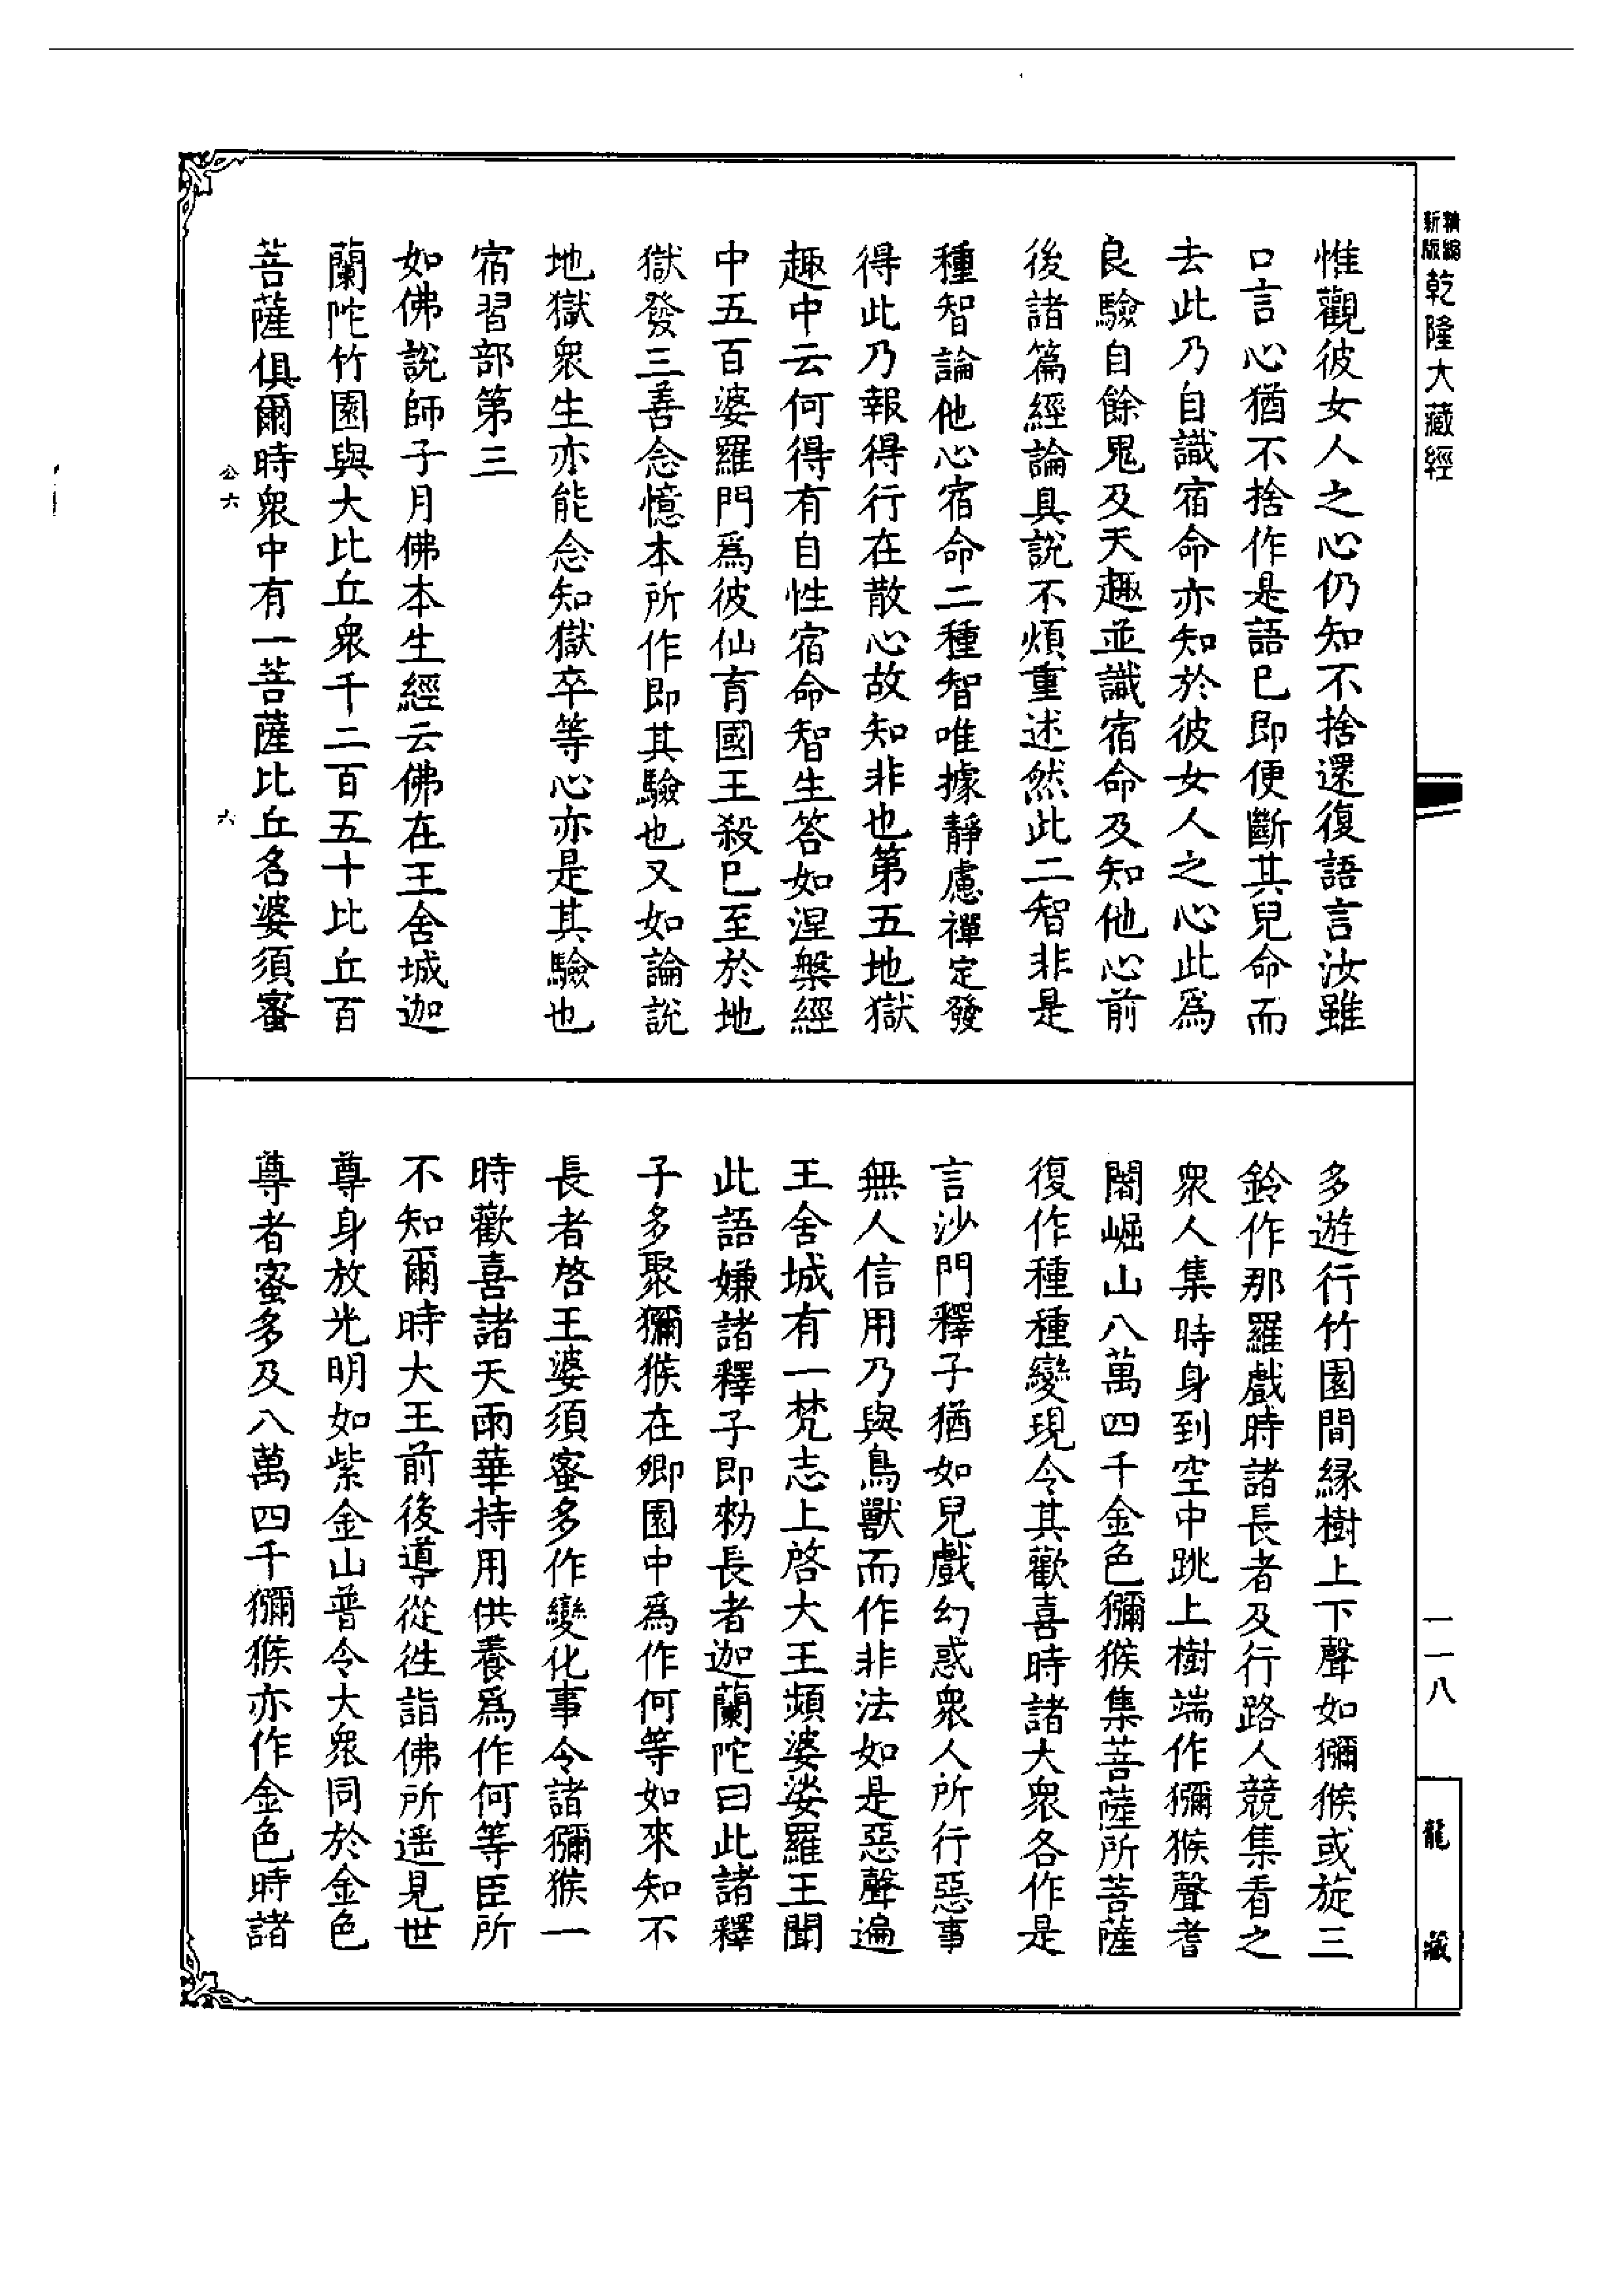 新版精縮乾隆大藏經
惟觀彼女人之心仍知不捨還復語言汝雖
口言心猶不捨作是語已即便斷其兒命而
去此乃自識宿命亦知於彼女人之心此為
良驗自餘鬼及天趣並識宿命及知他心前
後諸篇經論具說不煩重述然此二智非是
種智論他心宿命二種智唯據靜慮禪定發
得此乃報得行在散心故知非也第五地獄
趣中云何得有自性宿命智生答如涅槃經
中五百婆羅門為彼仙育國王殺已至於地
獄發三善念憶本所作即其驗也又如論說
地獄衆生亦能念知獄卒等心亦是其驗也
宿習部第三
如佛說師子月佛本生經云佛在王舍城迦
蘭陀竹園與大比丘衆千二百五十比丘百
菩薩俱爾時衆中有一菩薩比丘名婆須蜜
公六
六
多遊行竹園間緣樹上下聲如獼猴或旋三
鈴作那羅戲時諸長者及行路人競集看之
衆人集時身到空中跳上樹端作獼猴聲耆
闍崛山八萬四千金色獼猴集菩薩所菩薩
復作種種變現令其歡喜時諸大衆各作是
言沙門釋子猶如兒戲幻惑衆人所行惡事
無人信用乃與鳥獸而作非法如是惡聲遍
王舍城有一梵志上啓大王頻婆娑羅王聞
此語嫌諸釋子即勑長者迦蘭陀曰此諸釋
子多聚獼猴在卿園中為作何等如來知不
長者啓王婆須蜜多作變化事令諸獼猴一
時歡喜諸天雨華持用供養為作何等臣所
不知爾時大王前後導從往詣佛所遥見世
尊身放光明如紫金山普令大衆同於金色
尊者蜜多及八萬四千獼猴亦作金色時諸
一一八
龍藏